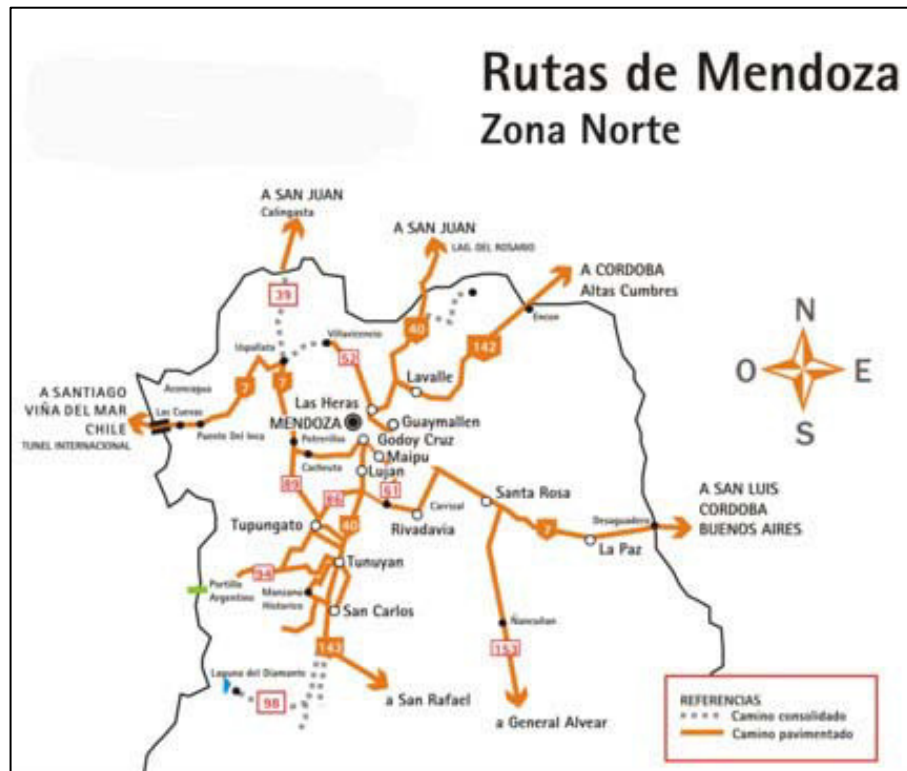 Rutas de Mendoza
Zona Norte
A SAN JUAN
Calingasta
A SAN JUAN
LAG. DEL ROSARIO
A CORDOBA
Altas Cumbres
39
Encon
40
142
Uspallata
Villavicencio
52
N
O
E
S
Aconcagua
7
7
Lavalle
A SANTIAGO
VIÑA DEL MAR
CHILE
TUNEL INTERNACIONAL
Las Cuevas
Puente Del Inca
Las Heras
MENDOZA
Guaymallen
Godoy Cruz
Potrerillos
Maipu
Cacheuta
Lujan
89
86
61
Carrizal
Santa Rosa
A SAN LUIS
CORDOBA
BUENOS AIRES
Tupungato
40
Rivadavia
7
Desaguadero
La Paz
Tunuyan
94
Portillo
Argentino
Manzano
Historico
San Carlos
Ñancuñan
143
153
Laguna del Diamante
98
a San Rafael
a General Alvear
REFERENCIAS
Camino consolidado
Camino pavimentado